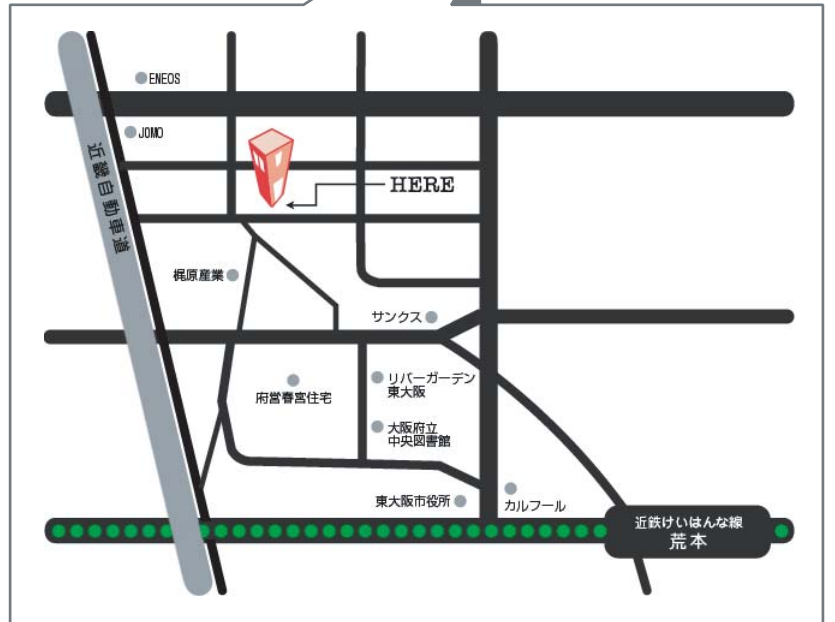 ENEOS
JOMO
近畿自動車道
HERE
梶原産業
サンクス
リバーガーデン
東大阪
府営春宮住宅
大阪府立
中央図書館
東大阪市役所
カルフール
近鉄けいはんな線
荒本